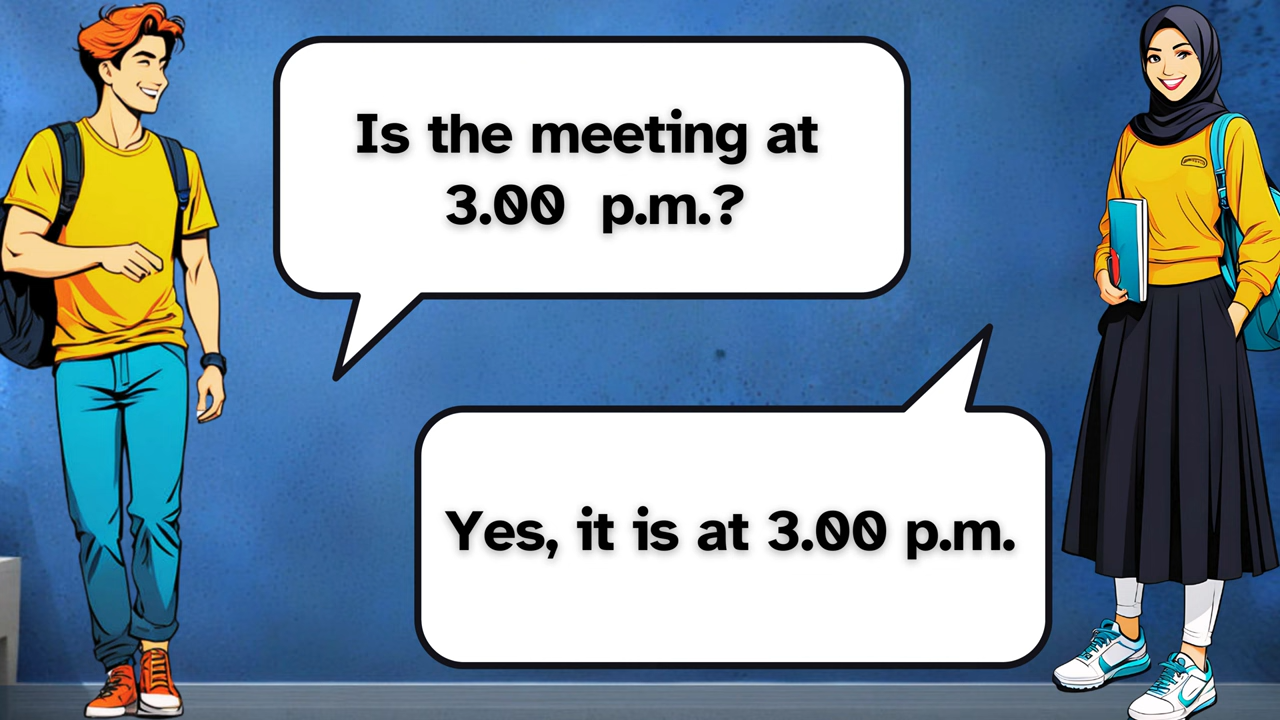 Is the meeting at
3.00 p.m.?
Yes, it is at 3.00 p.m.